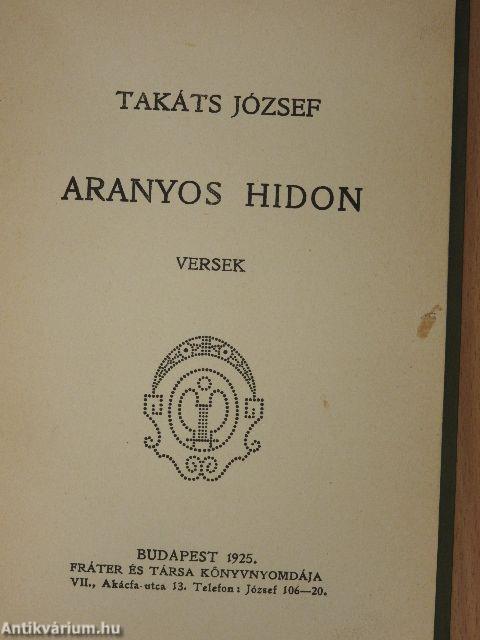 TAKÁTS JÓZSEF
ARANYOS HIDON
VERSEK
BUDAPEST 1925.
FRÁTER ÉS TÁRSA KÖNYVNYOMDÁJA
VII., Akácfa-utca 13. Telefon: József 106—20.
Antikvárium.hu